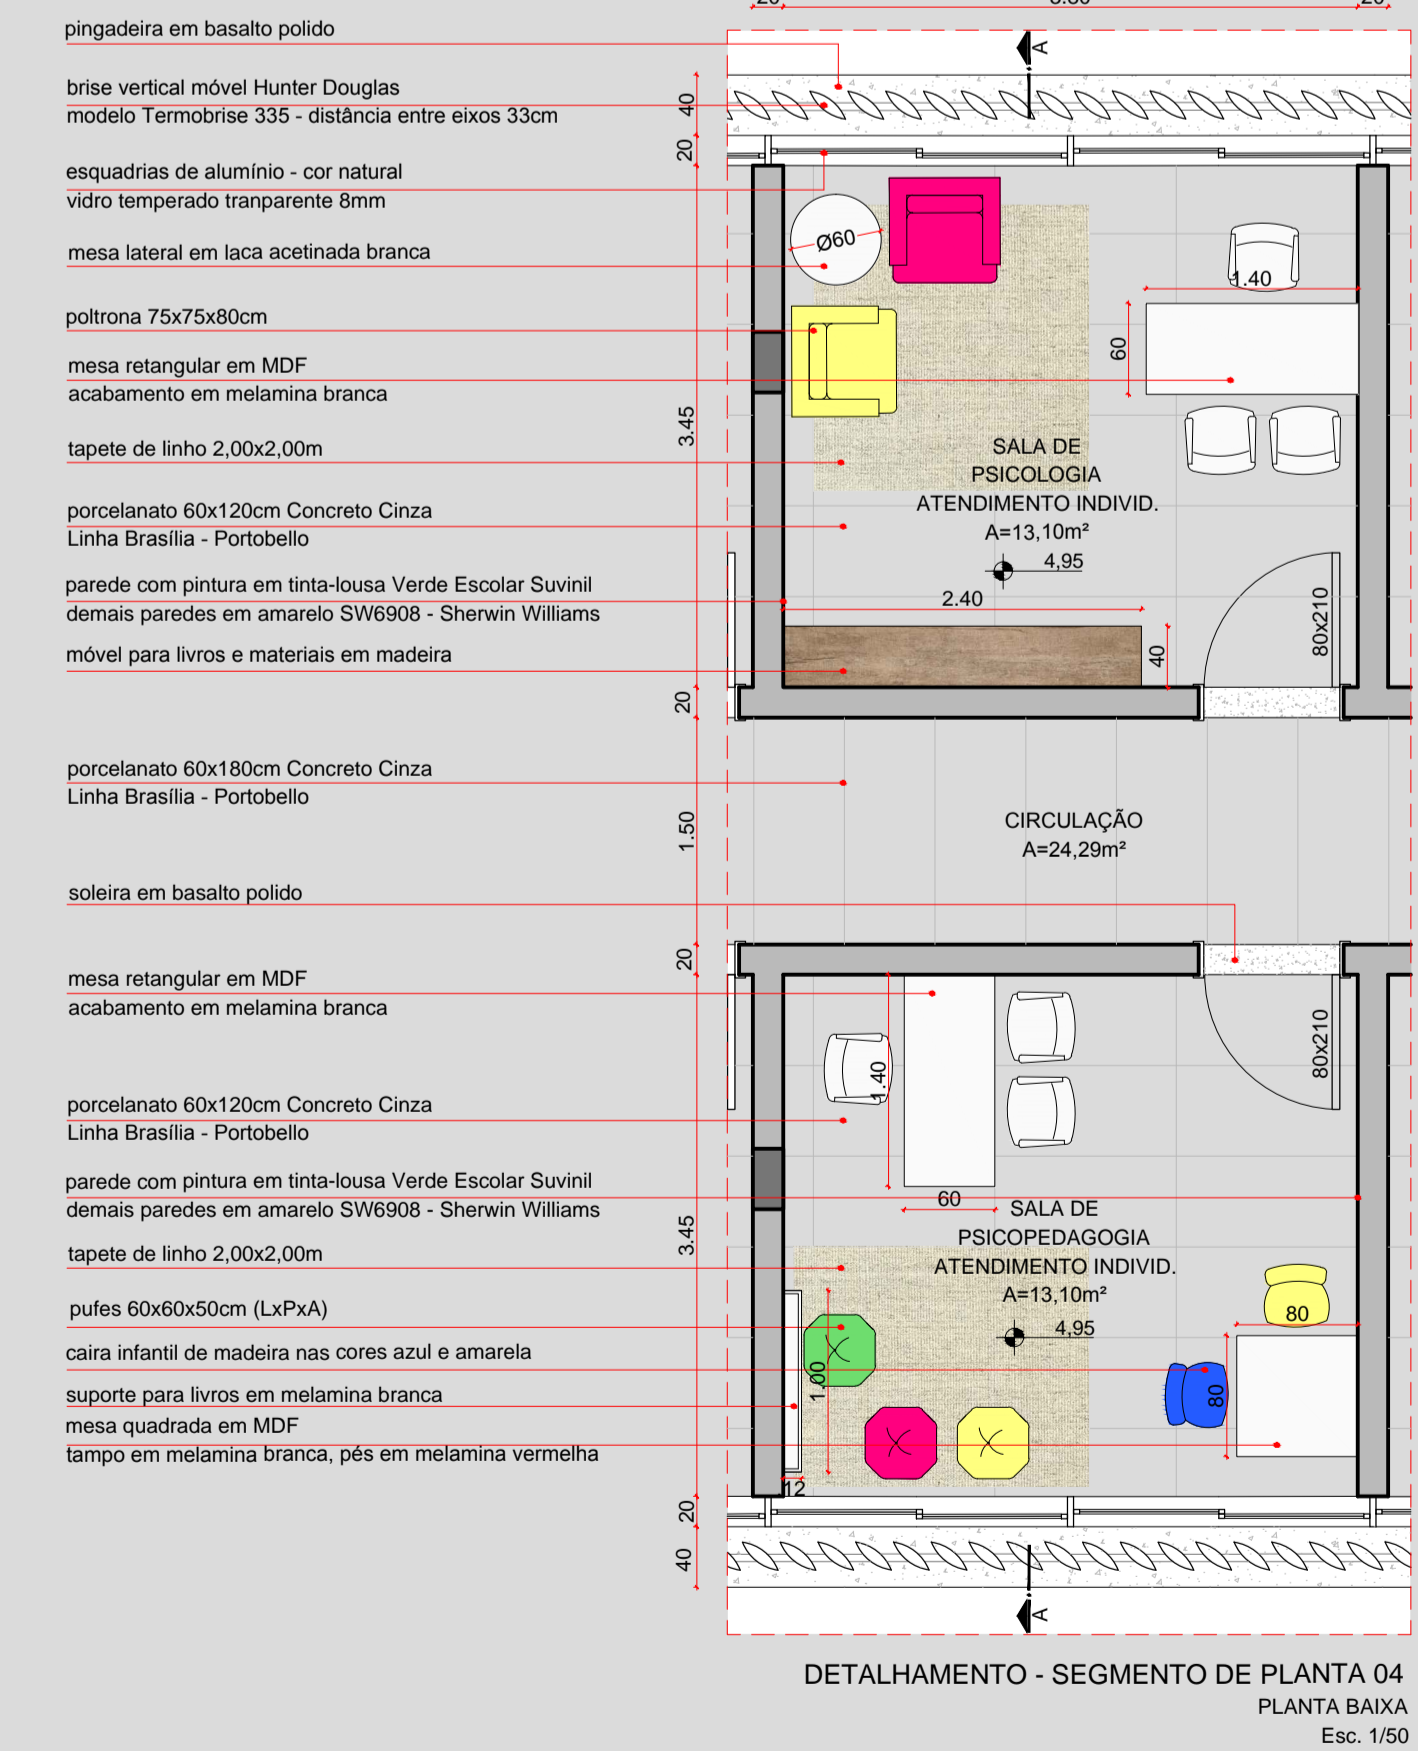 20
20
pingadeira em basalto polido
A
brise vertical móvel Hunter Douglas
modelo Termobrise 335 - distância entre eixos 33cm
40
20
esquadrias de alumínio - cor natural
vidro temperado tranparente 8mm
mesa lateral em laca acetinada branca
Ø60
1.40
poltrona 75x75x80cm
60
mesa retangular em MDF
acabamento em melamina branca
3.45
tapete de linho 2,00x2,00m
SALA DE
PSICOLOGIA
ATENDIMENTO INDIVID.
A=13,10m²
4,95
porcelanato 60x120cm Concreto Cinza
Linha Brasília - Portobello
parede com pintura em tinta-lousa Verde Escolar Suvinil
demais paredes em amarelo SW6908 - Sherwin Williams
2.40
80x210
móvel para livros e materiais em madeira
40
20
porcelanato 60x180cm Concreto Cinza
Linha Brasília - Portobello
1.50
CIRCULAÇÃO
A=24,29m²
soleira em basalto polido
20
mesa retangular em MDF
acabamento em melamina branca
1.40
80x210
porcelanato 60x120cm Concreto Cinza
Linha Brasília - Portobello
parede com pintura em tinta-lousa Verde Escolar Suvinil
demais paredes em amarelo SW6908 - Sherwin Williams
60
3.45
SALA DE
PSICOPEDAGOGIA
ATENDIMENTO INDIVID.
A=13,10m²
4,95
tapete de linho 2,00x2,00m
pufes 60x60x50cm (LxPxA)
80
caira infantil de madeira nas cores azul e amarela
1.00
80
suporte para livros em melamina branca
mesa quadrada em MDF
tampo em melamina branca, pés em melamina vermelha
12
20
40
A
DETALHAMENTO - SEGMENTO DE PLANTA 04
PLANTA BAIXA
Esc. 1/50